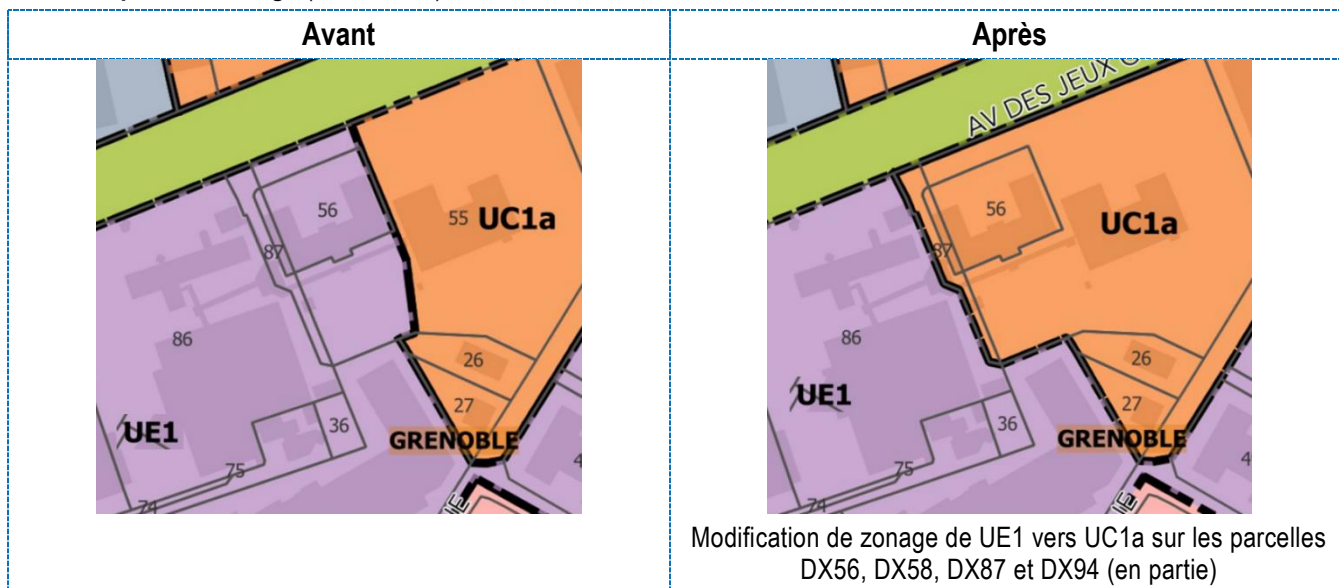 Avant
Après
56
55
UC1a
87
86
26
27
UE1
36
GRENOBLE
75
74
AV DES JEUX
56
UC1a
87
86
26
27
UE1
36
GRENOBLE
75
74
Modification de zonage de UE1 vers UC1a sur les parcelles
DX56, DX58, DX87 et DX94 (en partie)